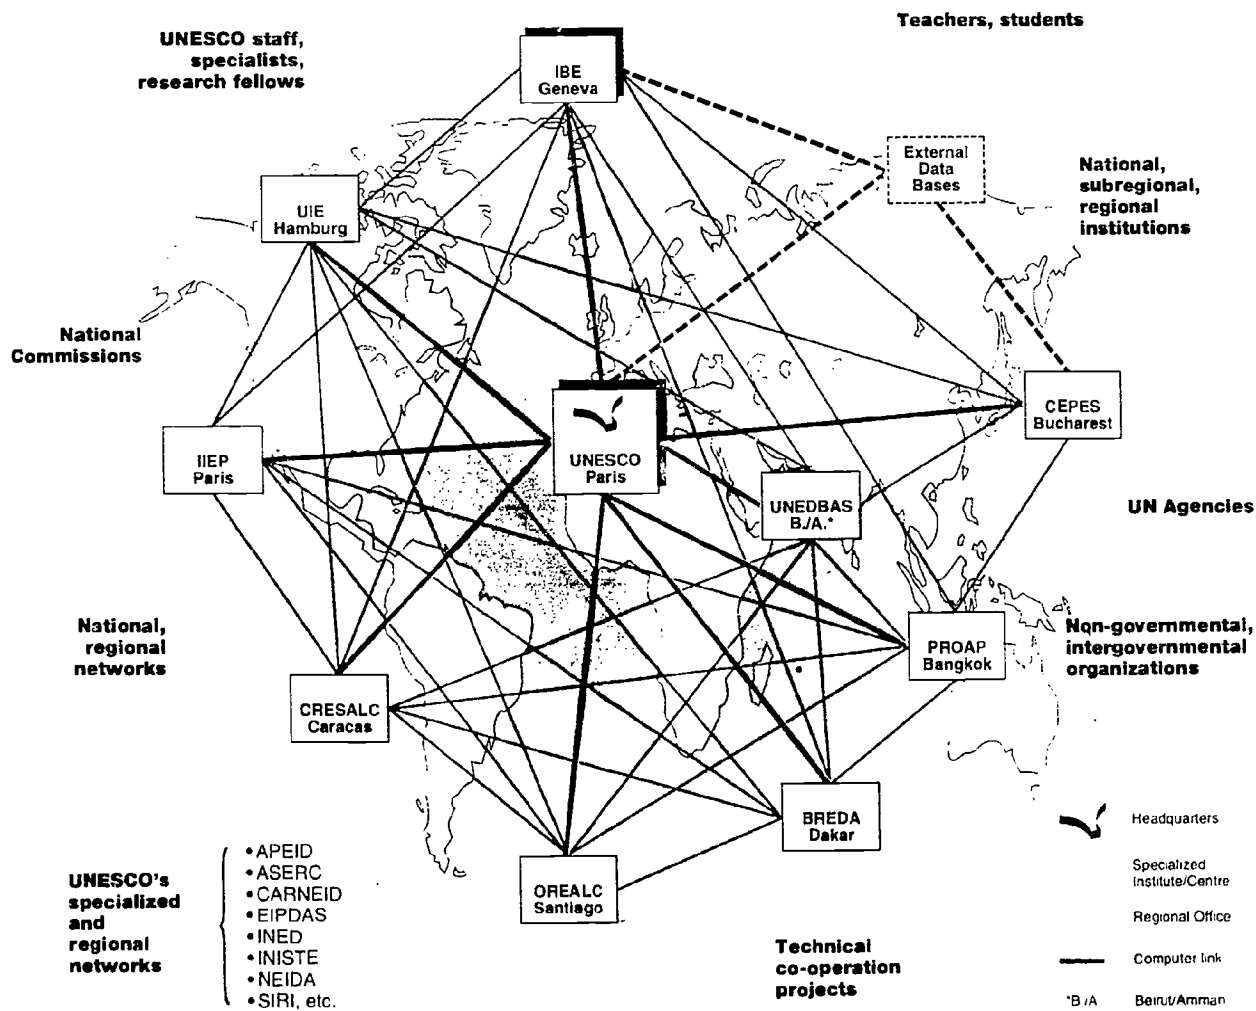 Teachers, students
UNESCO staff,
specialists,
research fellows
IBE
Geneva
External
Data
Bases
National,
subregional,
regional
institutions
UIE
Hamburg
National
Commissions
CEPES
Bucharest
IIEP
Paris
UNESCO
Paris
UNEDBAS
B./A.*
UN Agencies
National,
regional
networks
PROAP
Bangkok
Non-governmental,
intergovernmental
organizations
CRESALC
Caracas
BREDA
Dakar
OREALC
Santiago
UNESCO's
specialized
and
regional
networks
• APEID
• ASERC
• CARNEID
• EIPDAS
• INED
• INISTE
• NEIDA
• SIRI, etc.
Technical
co-operation
projects
Headquarters
Specialized
Institute/Centre
Regional Office
Computer link
*B/A Beirut/Amman